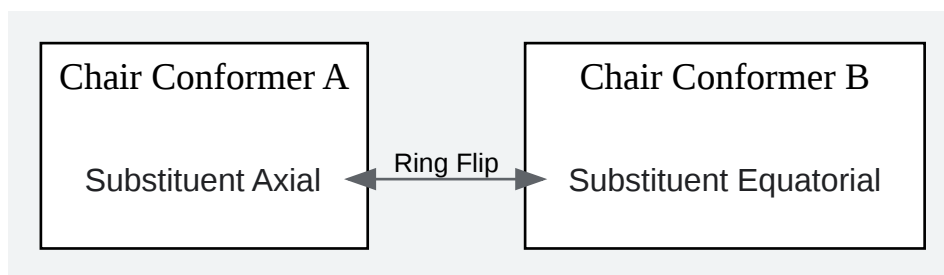 Chair Conformer A
Substituent Axial
Ring Flip
Chair Conformer B
Substituent Equatorial